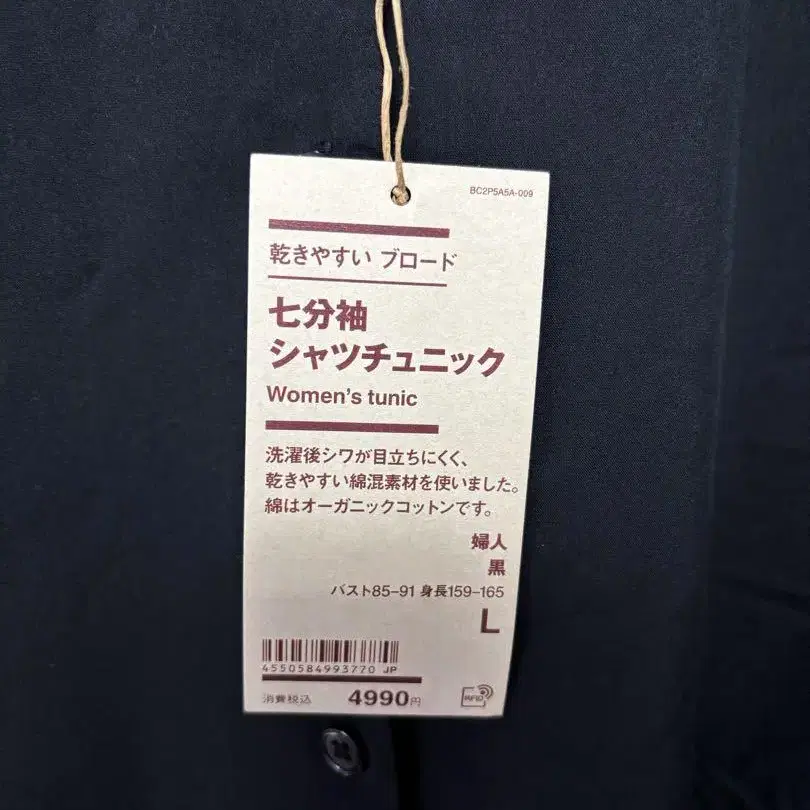 BC2P5A5A-009
乾きやすい ブロード
七分袖
シャツチュニック
Women's tunic
洗濯後シワが目立ちにくく、
乾きやすい綿混素材を使いました。
綿はオーガニックコットンです。
婦人
黒
バスト85–91 身長159–165
L
4550584993770 JP
消費税込 4990円
RFID